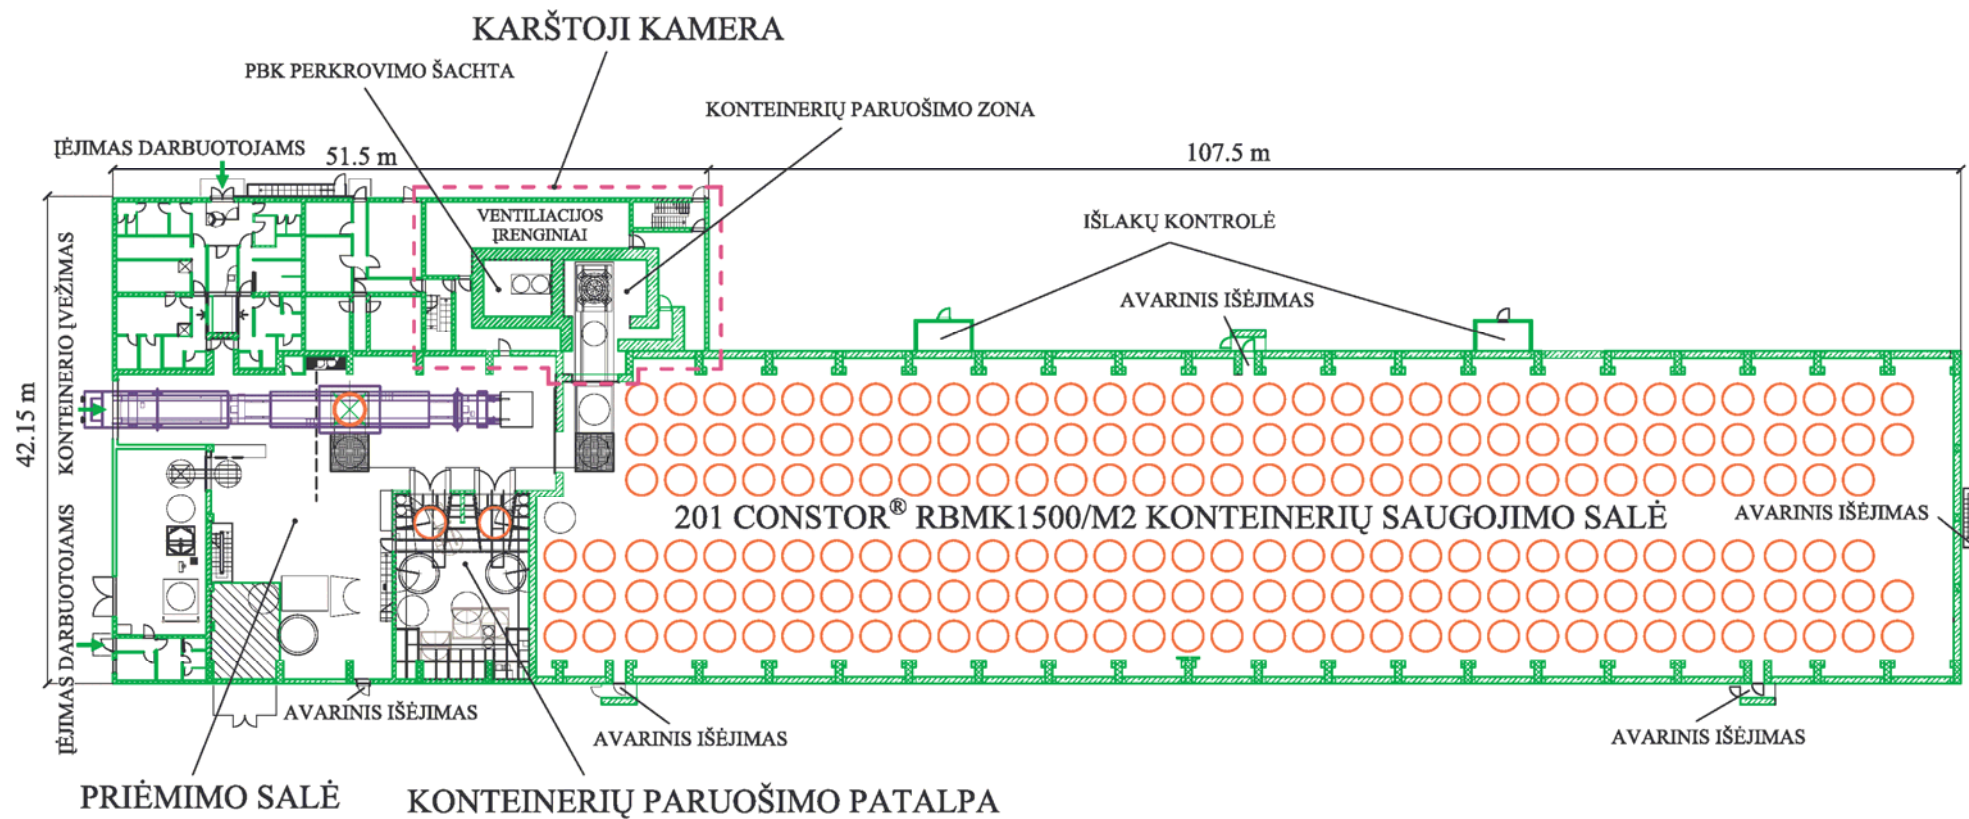 KARŠTOJI KAMERA
PBK PERKROVIMO ŠACHTA
KONTEINERIŲ PARUOŠIMO ZONA
ĮĖJIMAS DARBUOTOJAMS
51.5 m
107.5 m
VENTILIACIJOS
ĮRENGINIAI
IŠLAKŲ KONTROLĖ
AVARINIS IŠĖJIMAS
KONTEINERIO ĮVEŽIMAS
42.15 m
201 CONSTOR® RBMK1500/M2 KONTEINERIŲ SAUGOJIMO SALĖ
AVARINIS IŠĖJIMAS
ĮĖJIMAS DARBUOTOJAMS
AVARINIS IŠĖJIMAS
AVARINIS IŠĖJIMAS
AVARINIS IŠĖJIMAS
PRIĖMIMO SALĖ
KONTEINERIŲ PARUOŠIMO PATALPA